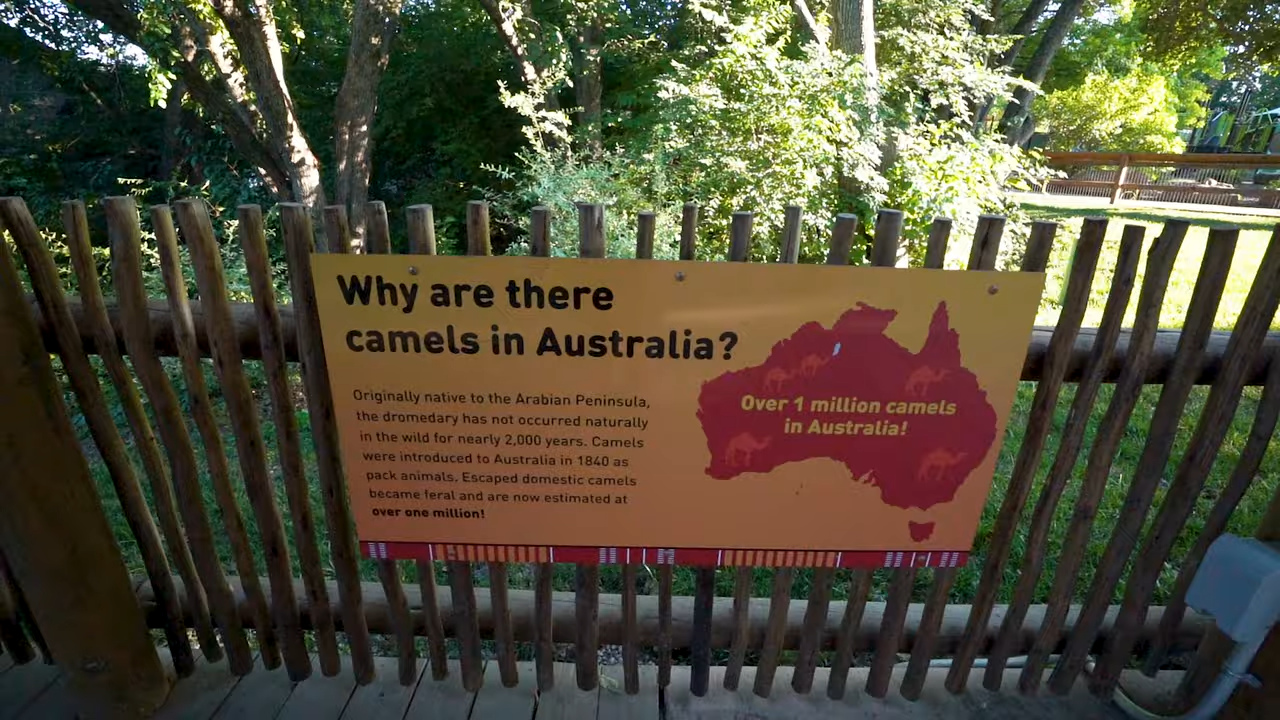 Why are there
camels in Australia?
Originally native to the Arabian Peninsula,
the dromedary has not occurred naturally
in the wild for nearly 2,000 years. Camels
were introduced to Australia in 1840 as
pack animals. Escaped domestic camels
became feral and are now estimated at
over one million!
Over 1 million camels
in Australia!